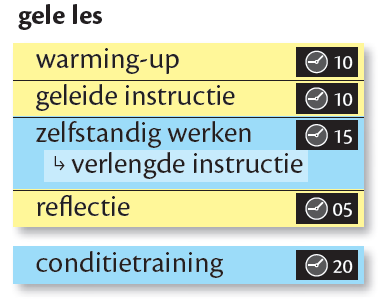 gele les
warming-up 10
geleide instructie 10
zelfstandig werken 15
↳ verlengde instructie
reflectie 05
conditietraining 20